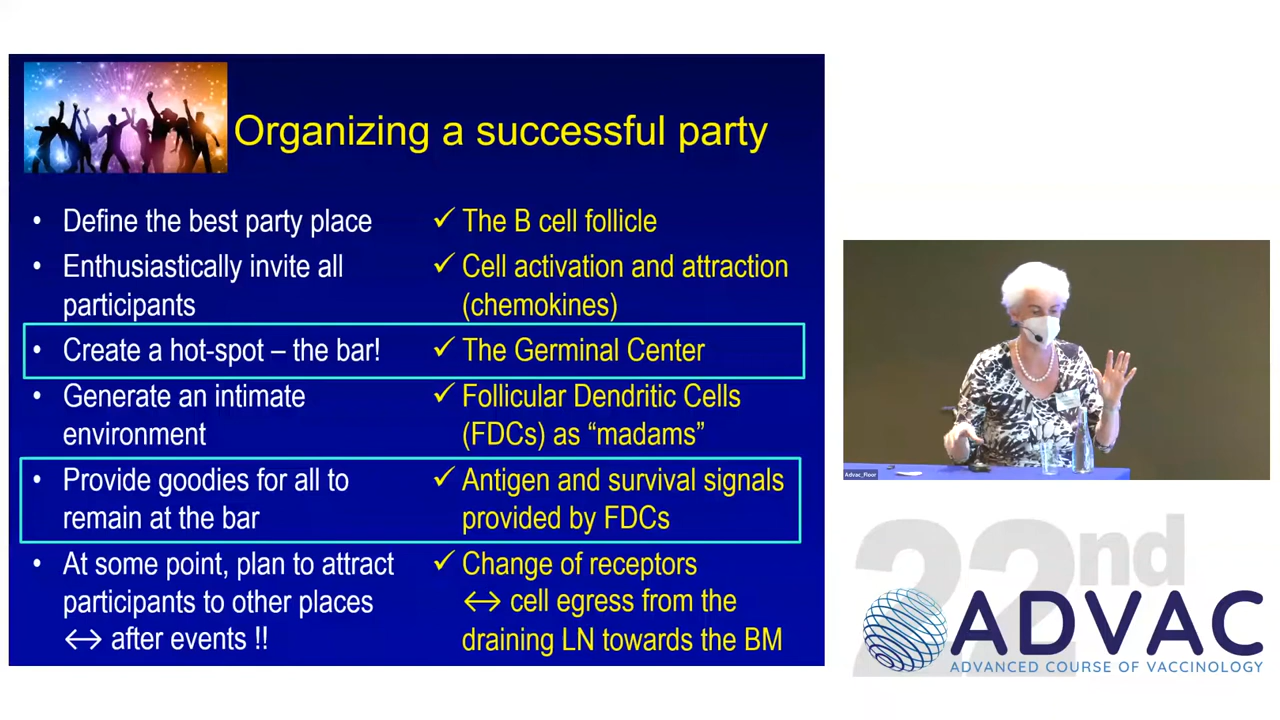 Organizing a successful party
• Define the best party place
✓ The B cell follicle
• Enthusiastically invite all
participants
✓ Cell activation and attraction
(chemokines)
• Create a hot-spot – the bar!
✓ The Germinal Center
• Generate an intimate
environment
✓ Follicular Dendritic Cells
(FDCs) as “madams”
• Provide goodies for all to
remain at the bar
✓ Antigen and survival signals
provided by FDCs
• At some point, plan to attract
participants to other places
↔ after events !!
✓ Change of receptors
↔ cell egress from the
draining LN towards the BM
Advac_Floor
22nd
ADVAC
ADVANCED COURSE OF VACCINOLOGY